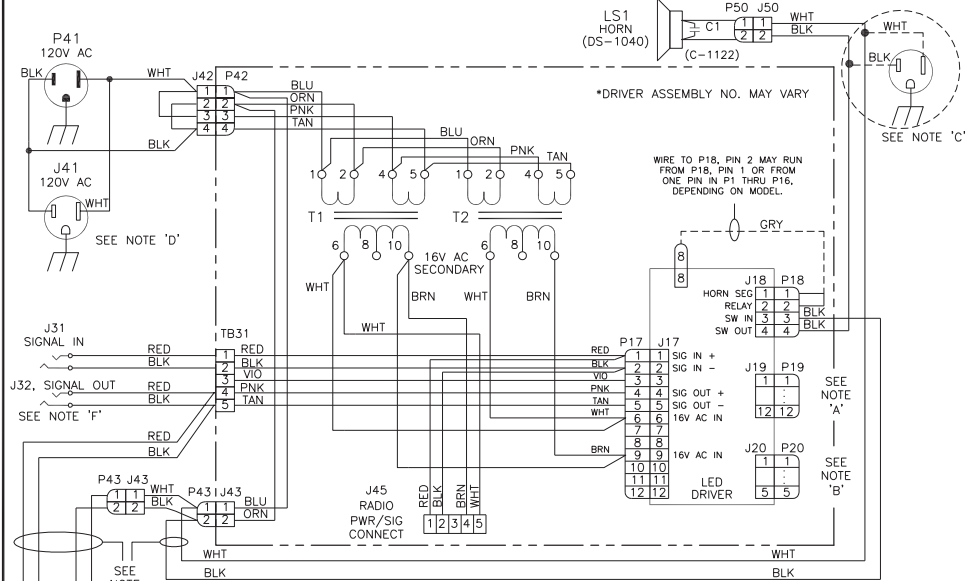 P41
120V AC
BLK
WHT
BLK
J41
120V AC
WHT
SEE NOTE 'D'
J42 P42
1 1
2 2
3 3
4 4
BLU
ORN
PNK
TAN
BLU
ORN
PNK
TAN
1 2 4 5 1 2 4 5
T1 T2
6 8 10 6 8 10
16V AC
SECONDARY
WHT
BRN
WHT
BRN
WHT
LS1
HORN
(DS-1040)
C1
(C-1122)
P50 J50
1 1
2 2
WHT
BLK
WHT
BLK
SEE NOTE 'C'
*DRIVER ASSEMBLY NO. MAY VARY
WIRE TO P18, PIN 2 MAY RUN
FROM P18, PIN 1 OR FROM
ONE PIN IN P1 THRU P16,
DEPENDING ON MODEL.
GRY
8
8
J18 P18
HORN SEG 1 1
RELAY 2 2
SW IN 3 3 BLK
SW OUT 4 4 BLK
J31
SIGNAL IN
RED
BLK
J32, SIGNAL OUT
RED
BLK
SEE NOTE 'F'
RED
BLK
TB31
1 RED
2 BLK
3 VIO
4 PNK
5 TAN
P17 J17
RED 1 1 SIG IN +
BLK 2 2 SIG IN -
VIO 3 3
PNK 4 4 SIG OUT +
TAN 5 5 SIG OUT -
WHT 6 6 16V AC IN
7 7
8 8
BRN 9 9 16V AC IN
10 10
11 11
12 12
LED
DRIVER
J19 P19
1 1
12 12
SEE
NOTE
'A'
J20 P20
1 1
5 5
SEE
NOTE
'B'
P43 J43
1 1 WHT
2 2 BLK
P43 J43
1 1 BLU
2 2 ORN
J45
RADIO
PWR/SIG
CONNECT
RED
BLK
BRN
WHT
1 2 3 4 5
SEE
WHT
WHT
BLK
BLK